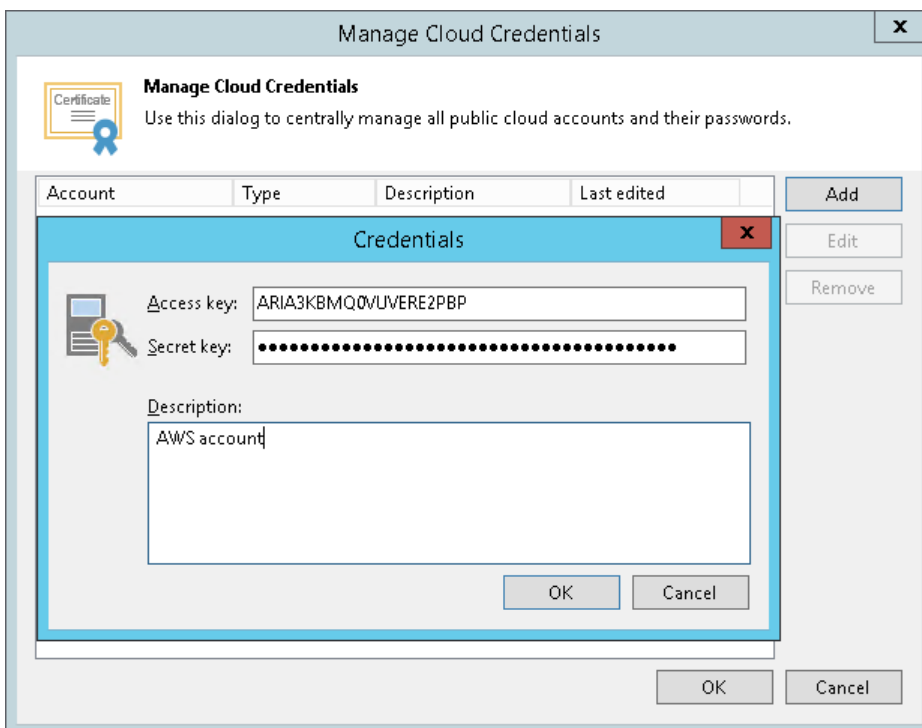 Manage Cloud Credentials
x
Certificate
Manage Cloud Credentials
Use this dialog to centrally manage all public cloud accounts and their passwords.
Account Type Description Last edited
Add
Credentials
x
Edit
Remove
Access key: ARIA3KBMQ0VUVERE2PBP
Secret key: ••••••••••••••••••••••••••••••••••••••••
Description:
AWS account
OK Cancel
OK Cancel